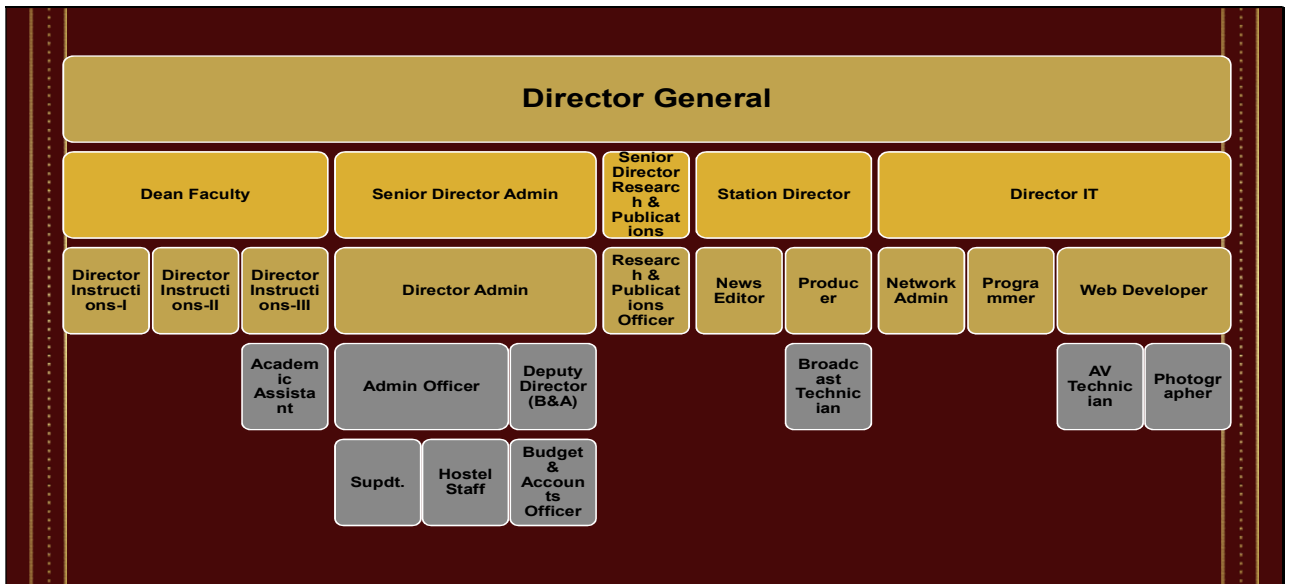 Director General
Dean Faculty
Senior Director Admin
Senior
Director
Researc
h &
Publicat
ions
Station Director
Director IT
Director
Instructi
ons-I
Director
Instructi
ons-II
Director
Instructi
ons-III
Director Admin
Researc
h &
Publicat
ions
Officer
News
Editor
Produc
er
Network
Admin
Progra
mmer
Web Developer
Academ
ic
Assista
nt
Admin Officer
Deputy
Director
(B&A)
Broadc
ast
Technic
ian
AV
Technic
ian
Photogr
apher
Supdt.
Hostel
Staff
Budget
&
Accoun
ts
Officer